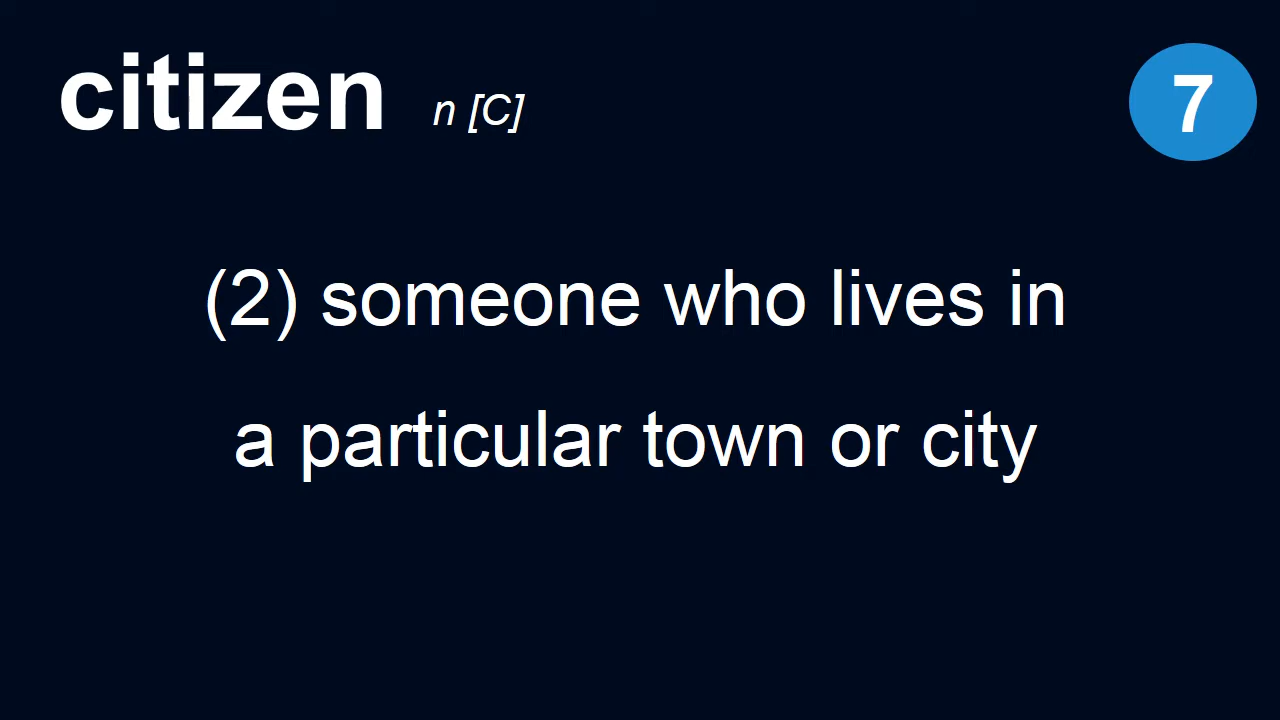 citizen n [C]
7
(2) someone who lives in
a particular town or city